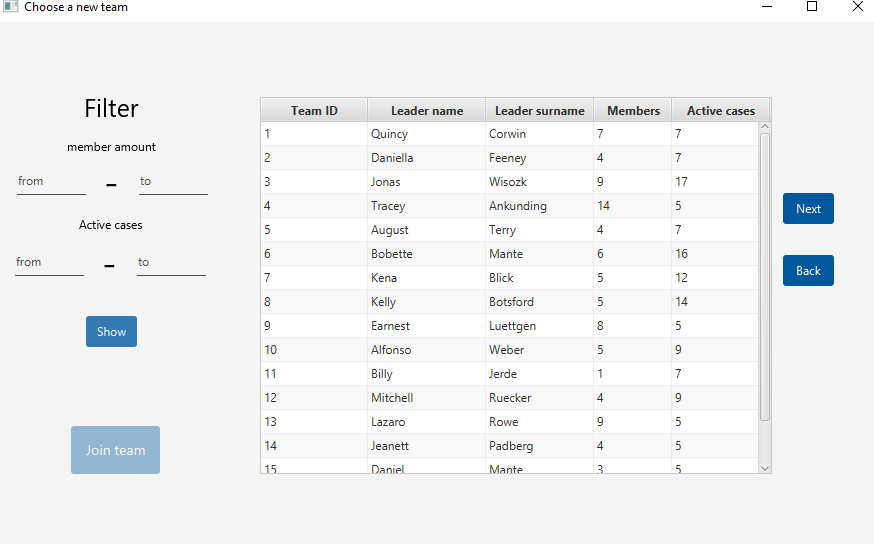 Choose a new team
Filter
member amount
from - to
Active cases
from - to
Show
Join team
Team ID Leader name Leader surname Members Active cases
1 Quincy Corwin 7 7
2 Daniella Feeney 4 7
3 Jonas Wisozk 9 17
4 Tracey Ankunding 14 5
5 August Terry 4 7
6 Bobette Mante 6 16
7 Kena Blick 5 12
8 Kelly Botsford 5 14
9 Earnest Luettgen 8 5
10 Alfonso Weber 5 9
11 Billy Jerde 1 7
12 Mitchell Ruecker 4 9
13 Lazaro Rowe 9 5
14 Jeanett Padberg 4 5
15 Daniel Mante 3 5
Next
Back